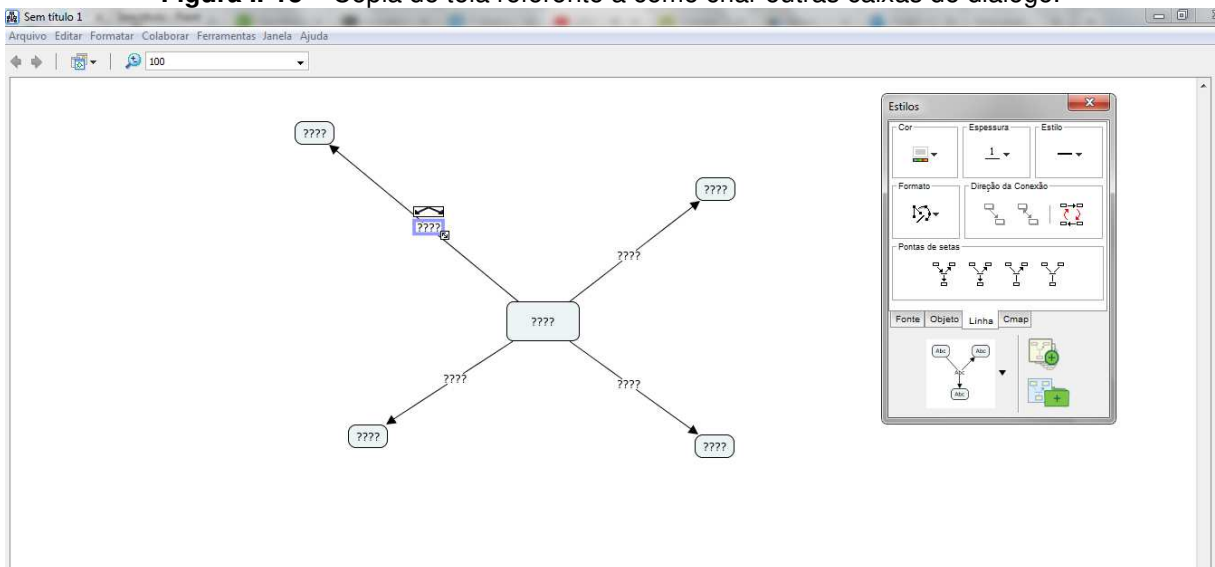 Figura II-10 – Cópia de tela referente a como criar outras caixas de diálogo.
Sem título 1
Arquivo Editar Formatar Colaborar Ferramentas Janela Ajuda
100
????
????
????
????
????
????
????
????
????
Estilos
Cor Espessura Estilo
1
Formato Direção da Conexão
Pontas de setas
Fonte Objeto Linha Cmap
Abc Abc
Abc
Abc